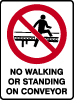 NO WALKING
OR STANDING
ON CONVEYOR